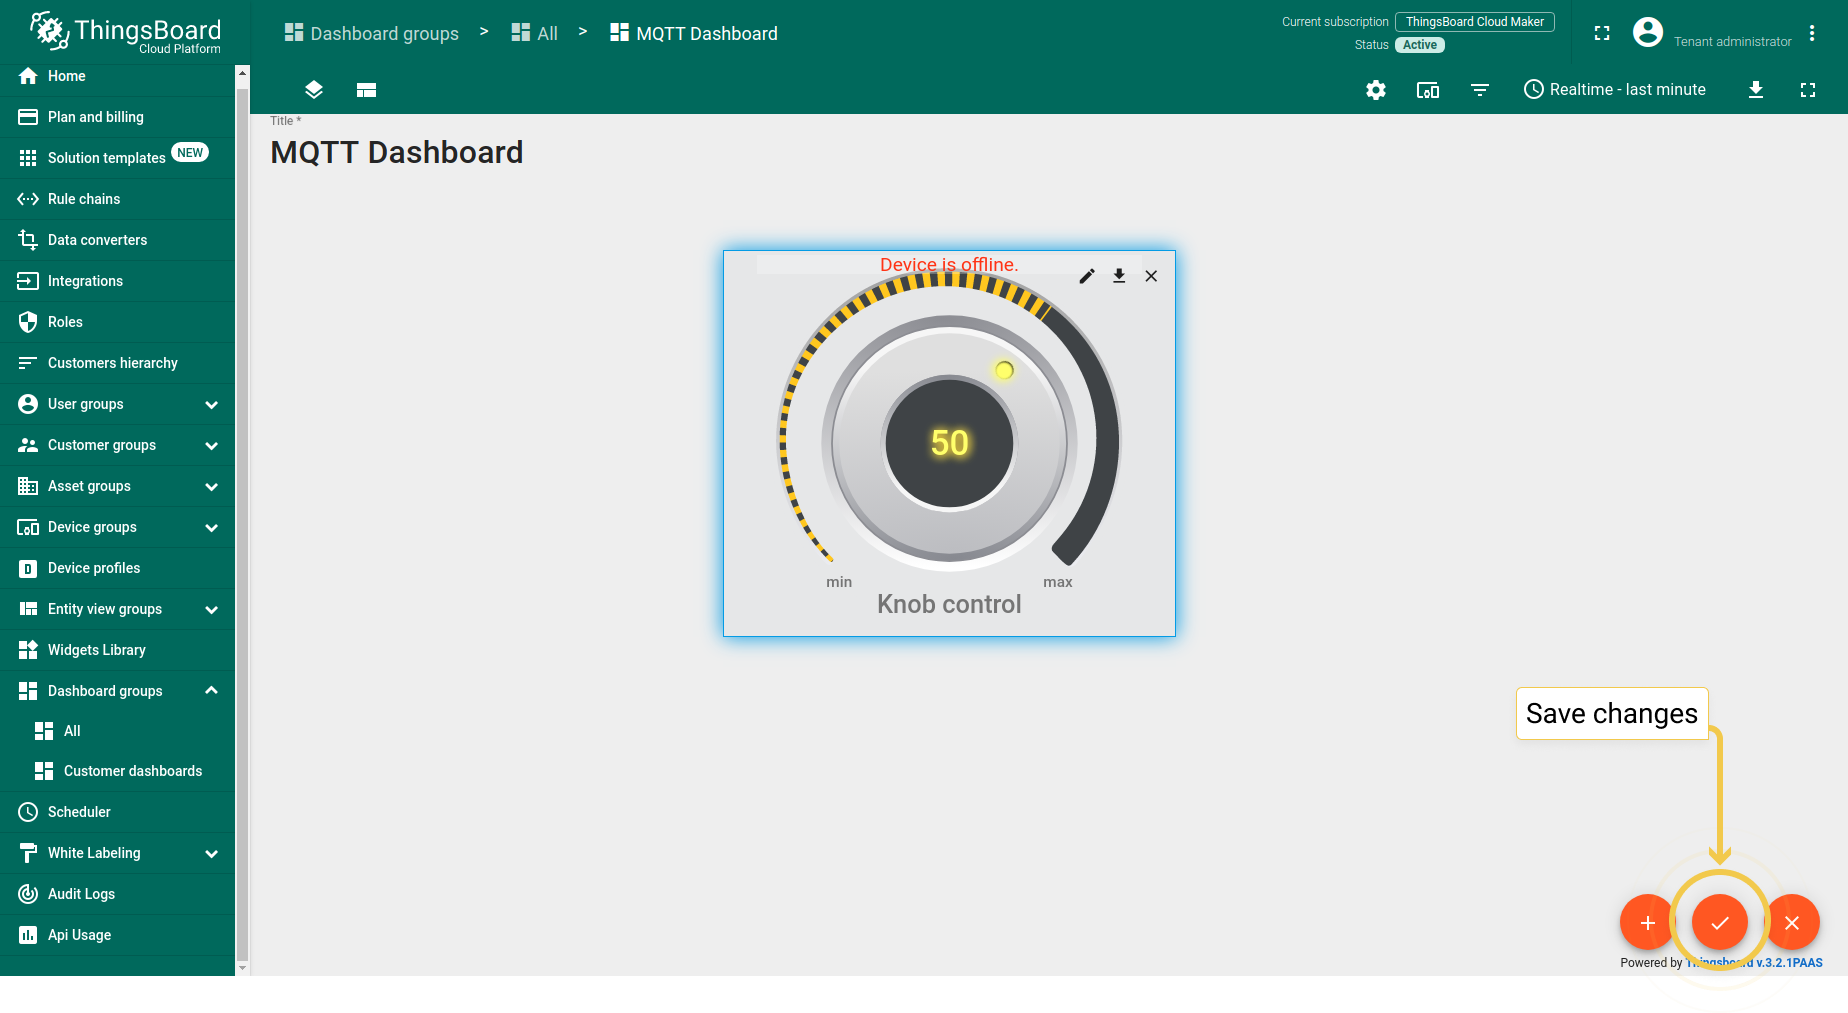 ThingsBoard
Cloud Platform
Dashboard groups > All > MQTT Dashboard
Current subscription ThingsBoard Cloud Maker
Status Active
Tenant administrator
Realtime - last minute
Home
Plan and billing
Solution templates NEW
Rule chains
Data converters
Integrations
Roles
Customers hierarchy
User groups
Customer groups
Asset groups
Device groups
Device profiles
Entity view groups
Widgets Library
Dashboard groups
All
Customer dashboards
Scheduler
White Labeling
Audit Logs
Api Usage
Title *
MQTT Dashboard
Device is offline.
50
min
max
Knob control
Save changes
Powered by Thingsboard v.3.2.1PAAS